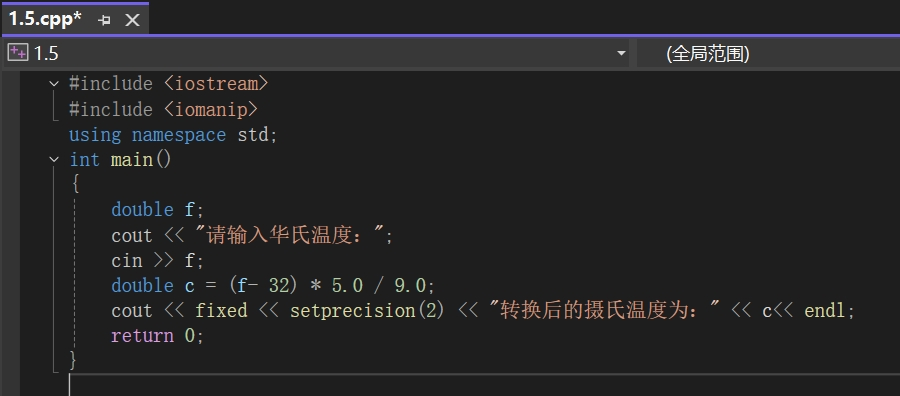 1.5.cpp*
1.5 (全局范围)
#include <iostream>
#include <iomanip>
using namespace std;
int main()
{
double f;
cout << "请输入华氏温度：";
cin >> f;
double c = (f- 32) * 5.0 / 9.0;
cout << fixed << setprecision(2) << "转换后的摄氏温度为：" << c<< endl;
return 0;
}